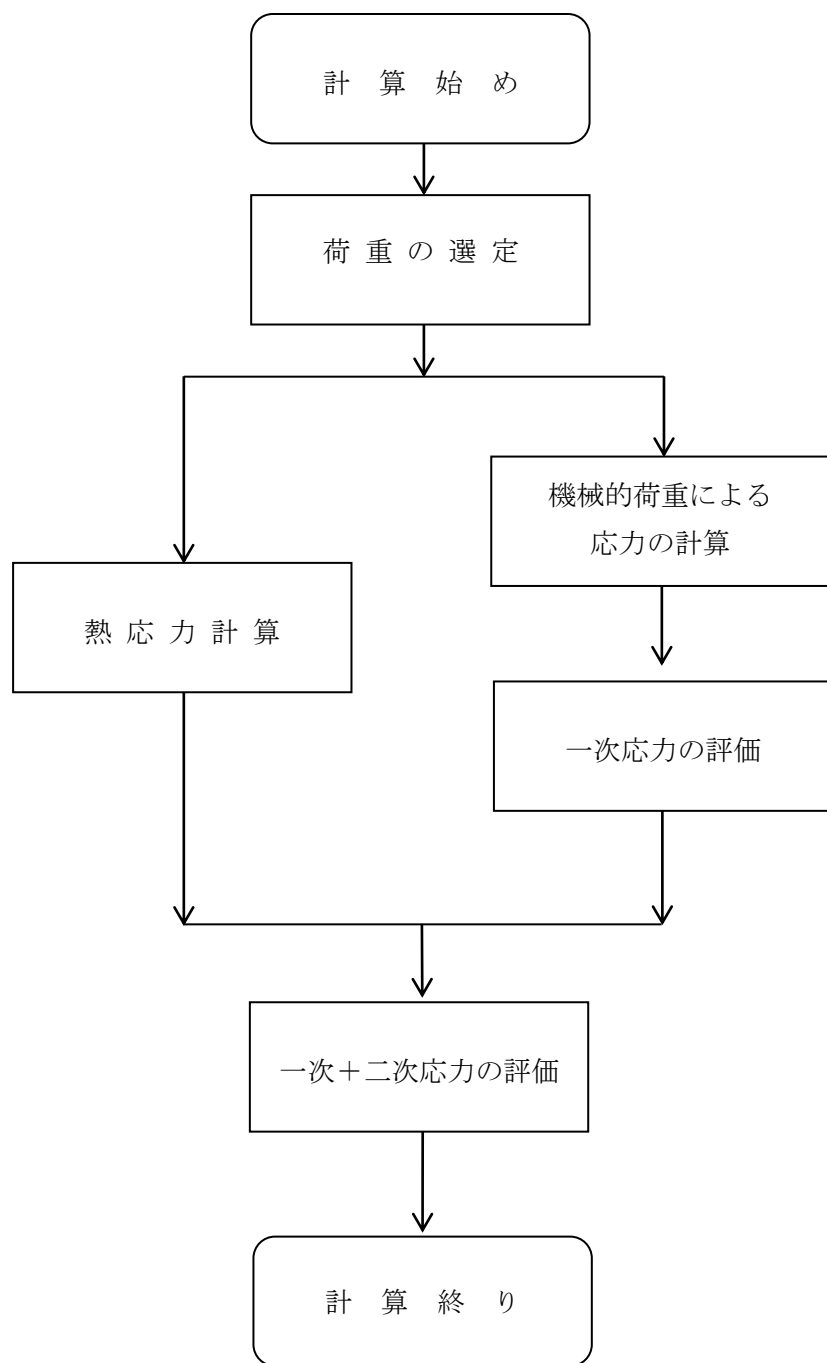 計 算 始 め
荷 重 の 選 定
機械的荷重による
応力の計算
熱 応 力 計 算
一次応力の評価
一次＋二次応力の評価
計 算 終 り